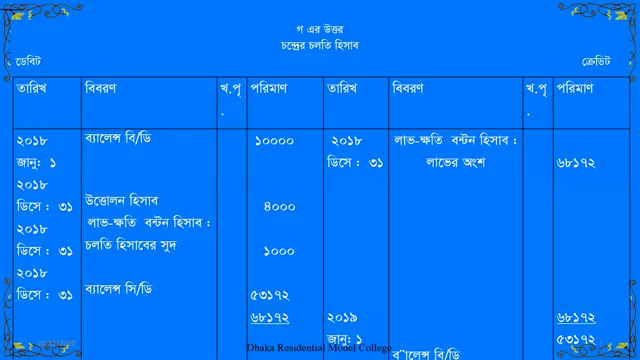 গ এর উত্তর
চন্দ্রের চলতি হিসাব
ডেবিট ক্রেডিট
তারিখ বিবরণ খ.পৃ. পরিমাণ তারিখ বিবরণ খ.পৃ. পরিমাণ
২০১৮ ব্যালেন্স বি/ডি ১০০০০ ২০১৮ লাভ-ক্ষতি বন্টন হিসাব :
জানু: ১ ডিসে : ৩১ লাভের অংশ ৬৮১৭২
২০১৮
ডিসে : ৩১ উত্তোলন হিসাব ৪০০০
২০১৮ লাভ-ক্ষতি বন্টন হিসাব :
ডিসে : ৩১ চলতি হিসাবের সুদ ১০০০
২০১৮
ডিসে : ৩১ ব্যালেন্স সি/ডি ৫৩১৭২
৬৮১৭২ ২০১৯ ৬৮১৭২
জানু: ১ ৫৩১৭২
ব্যালেন্স বি/ডি
Dhaka Residential Model College